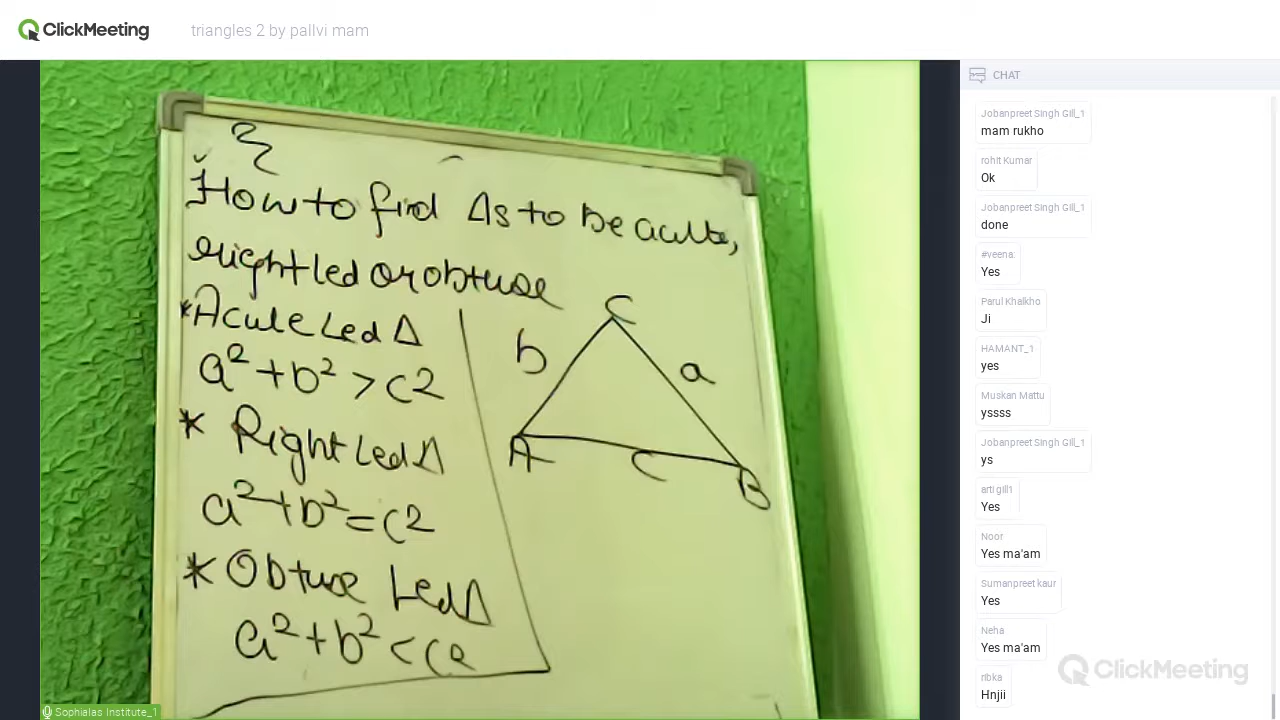 ClickMeeting
triangles 2 by pallvi mam
How to find Δs to be acute,
right Led or obtuse
*Acute Led Δ
a² + b² > c2
* Right Led Δ
a² + b² = c2
* Obtuse Led Δ
a² + b² < c2
C
b
a
A
c
B
Sophialas Institute_1
CHAT
Jobanpreet Singh Gill_1
mam rukho
rohit Kumar
Ok
Jobanpreet Singh Gill_1
done
#veena.
Yes
Parul Khalkho
Ji
HAMANT_1
yes
Muskan Mattu
yssss
Jobanpreet Singh Gill_1
ys
arti gill1
Yes
Noor
Yes ma'am
Sumanpreet kaur
Yes
Neha
Yes ma'am
ribka
Hnjii
ClickMeeting